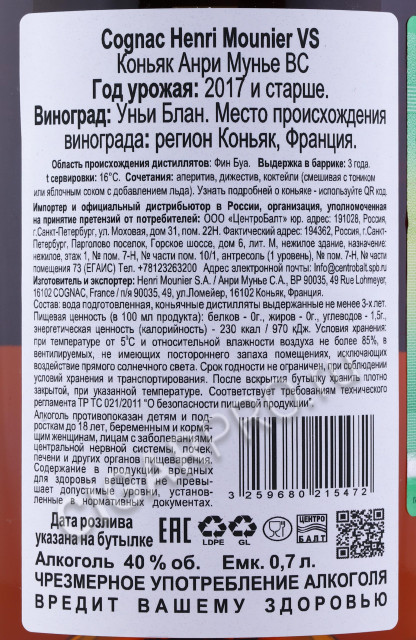 Cognac Henri Mounier VS
Коньяк Анри Мунье ВС
Год урожая: 2017 и старше.
Виноград: Уньи Блан. Место происхождения
винограда: регион Коньяк, Франция.
Область происхождения дистиллятов: Фин Буа. Выдержка в баррике: 3 года.
t сервировки: 16°C. Сочетания: аперитив, дижестив, коктейли (смешивая с тоником
или яблочным соком с добавлением льда). Узнать подробней о коньяке - используйте QR код.
Импортер и официальный дистрибьютор в России, организация, уполномоченная
на принятие претензий от потребителей: ООО «ЦентроБалт» юр. адрес: 191028, Россия,
г.Санкт-Петербург, ул. Моховая, дом 31, пом. 22Н. Фактический адрес: 194362, Россия, г.
Санкт-Петербург, Парголово поселок, Горское шоссе, дом 6, лит. М, нежилое здание, назначение:
нежилое, этаж 1, № пом. 7-Н, № части пом. 10/1, антресоль (1 уровень), № пом. 7-Н, № части
помещения 73 (ЕГАИС) Тел. +78123263200 Адрес электронной почты: Info@centrobalt.spb.ru
Изготовитель и экспортер: Henri Mounier S.A. / Анри Мунье С.А., BP 90035, 49 Rue Lohmeyer,
16102 COGNAC, France / п/я 90035, 49, ул.Ломейер, 16102 Коньяк, Франция.
Состав: вода подготовленная, коньячные дистилляты выдержанные не менее 3-х лет.
Пищевая ценность (в 100 мл продукта): белков - 0г., жиров - 0г., углеводов - 1,5г.,
энергетическая ценность (калорийность) - 230 ккал / 970 кДж. Условия хранения:
при температуре от 5°C и относительной влажности воздуха не более 85%, в
вентилируемых, не имеющих постороннего запаха помещениях, исключающих
воздействие прямого солнечного света. Срок годности не ограничен при соблюдении
условий хранения и транспортирования. После вскрытия бутылки хранить плотно
закрытой, при указанной температуре. Соответствует требованиям технического
регламента ТР ТС 021/2011 "О безопасности пищевой продукции".
Алкоголь противопоказан детям и под-
росткам до 18 лет, беременным и кормя-
щим женщинам, лицам с заболеваниями
центральной нервной системы, почек,
печени и других органов пищеварения.
Содержание в продукции вредных для
здоровья веществ не превы-
шает допустимые уровни, установ-
ленные в нормативных документах.
3 259680 215472
Дата розлива
указана на бутылке
EAC
LDPE
GL
ЦЕНТРО
БАЛТ
Алкоголь 40 % об. Емк. 0,7 л.
ЧРЕЗМЕРНОЕ УПОТРЕБЛЕНИЕ АЛКОГОЛЯ
ВРЕДИТ ВАШЕМУ ЗДОРОВЬЮ